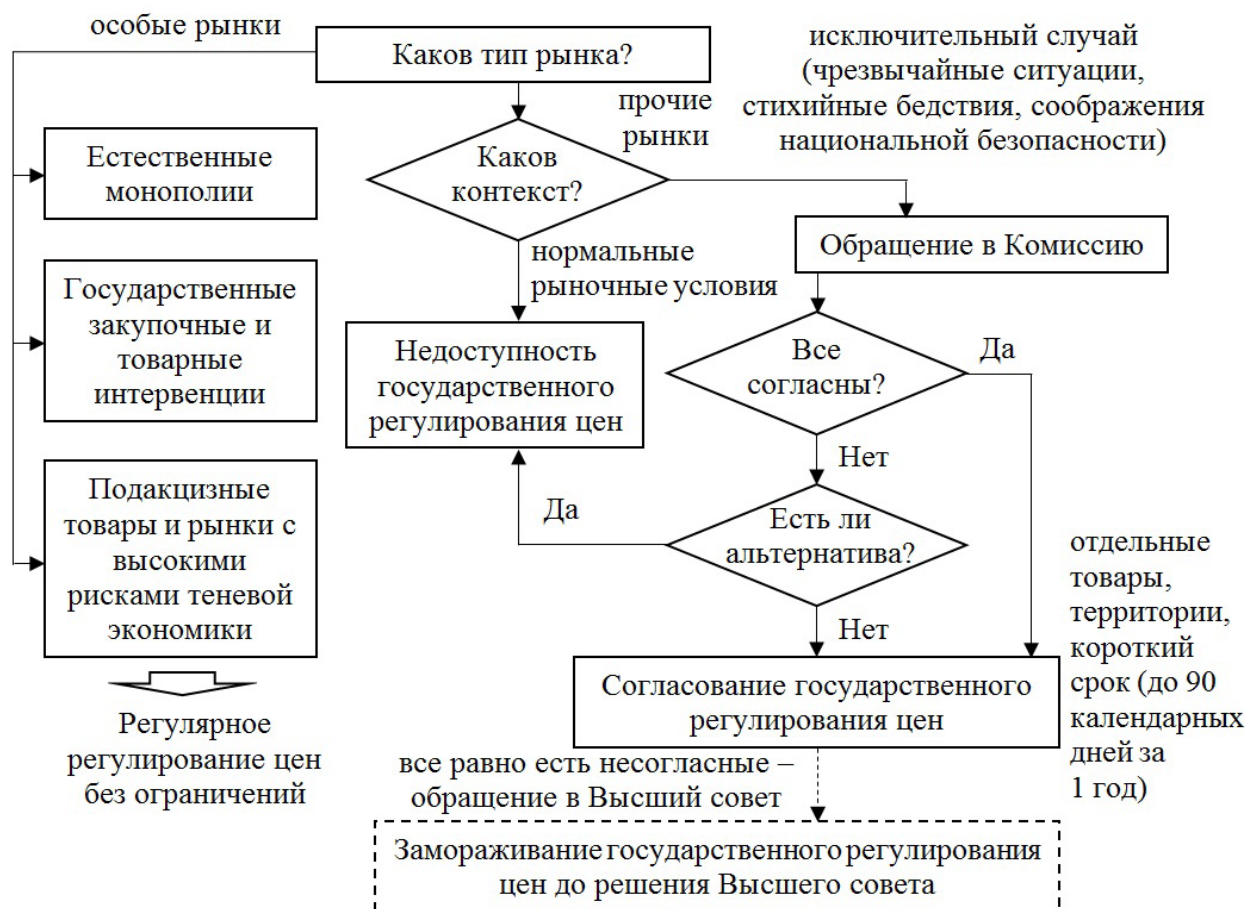 особые рынки
Каков тип рынка?
исключительный случай
(чрезвычайные ситуации,
стихийные бедствия, соображения
национальной безопасности)
прочие
рынки
Естественные
монополии
Каков
контекст?
Обращение в Комиссию
нормальные
рыночные условия
Государственные
закупочные и
товарные
интервенции
Недоступность
государственного
регулирования цен
Все
согласны?
Да
Нет
Подакцизные
товары и рынки с
высокими
рисками теневой
экономики
Да
Есть ли
альтернатива?
Нет
отдельные
товары,
территории,
короткий
срок (до 90
календарных
дней за
1 год)
Регулярное
регулирование цен
без ограничений
Согласование государственного
регулирования цен
все равно есть несогласные –
обращение в Высший совет
Замораживание государственного регулирования
цен до решения Высшего совета